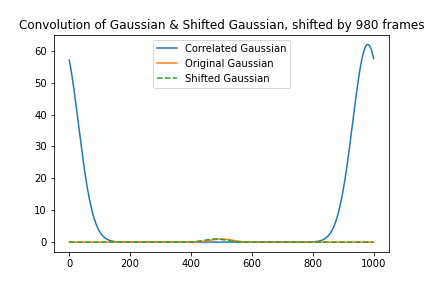 Convolution of Gaussian & Shifted Gaussian, shifted by 980 frames
Correlated Gaussian
Original Gaussian
Shifted Gaussian
60
50
40
30
20
10
0
0 200 400 600 800 1000